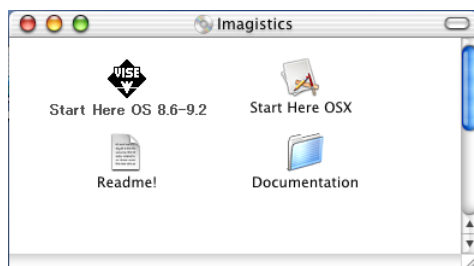 Imagistics
VISE
Start Here OS 8.6-9.2
Start Here OSX
Readme!
Documentation